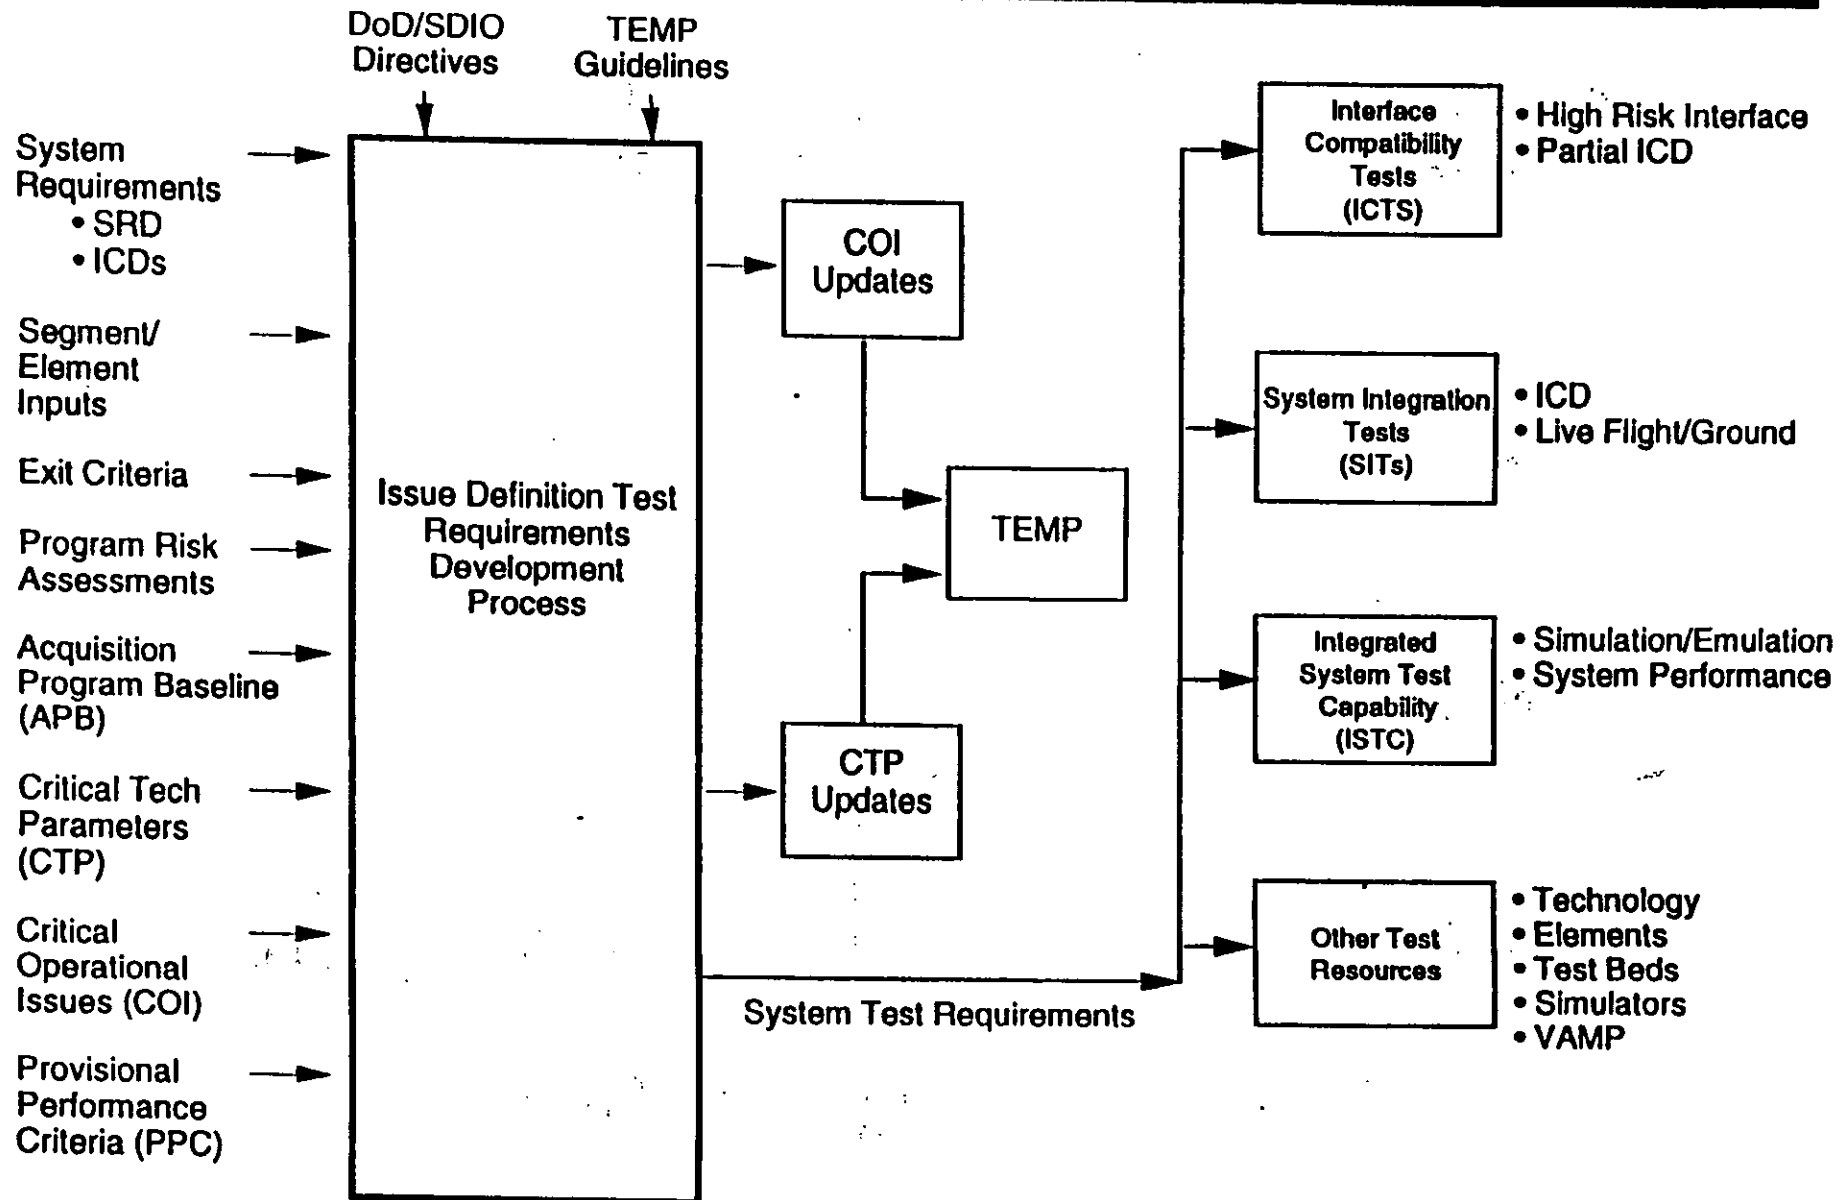 DoD/SDIO
Directives
TEMP
Guidelines
System
Requirements
• SRD
• ICDs
Segment/
Element
Inputs
Exit Criteria
Program Risk
Assessments
Acquisition
Program Baseline
(APB)
Critical Tech
Parameters
(CTP)
Critical
Operational
Issues (COI)
Provisional
Performance
Criteria (PPC)
Issue Definition Test
Requirements
Development
Process
COI
Updates
TEMP
CTP
Updates
System Test Requirements
Interface
Compatibility
Tests
(ICTS)
• High Risk Interface
• Partial ICD
System Integration
Tests
(SITs)
• ICD
• Live Flight/Ground
Integrated
System Test
Capability
(ISTC)
• Simulation/Emulation
• System Performance
Other Test
Resources
• Technology
• Elements
• Test Beds
• Simulators
• VAMP